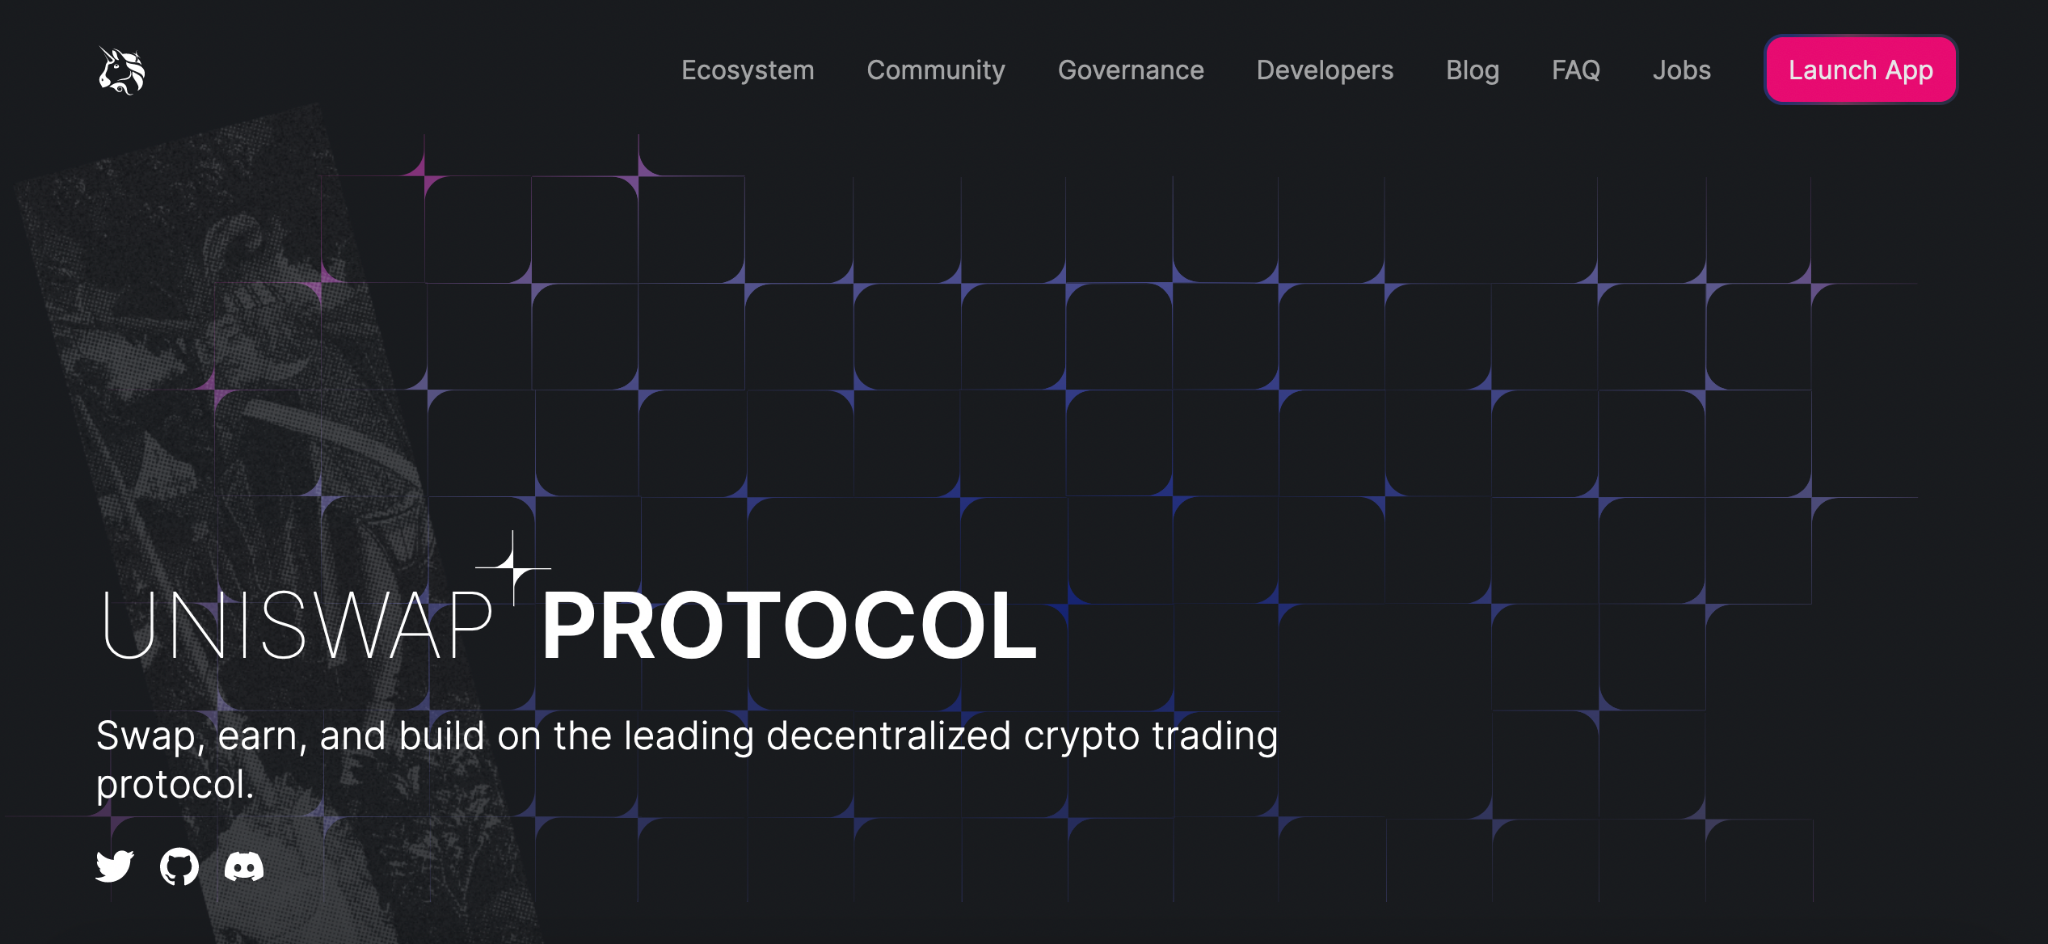 Ecosystem Community Governance Developers Blog FAQ Jobs Launch App
UNISWAP PROTOCOL
Swap, earn, and build on the leading decentralized crypto trading
protocol.